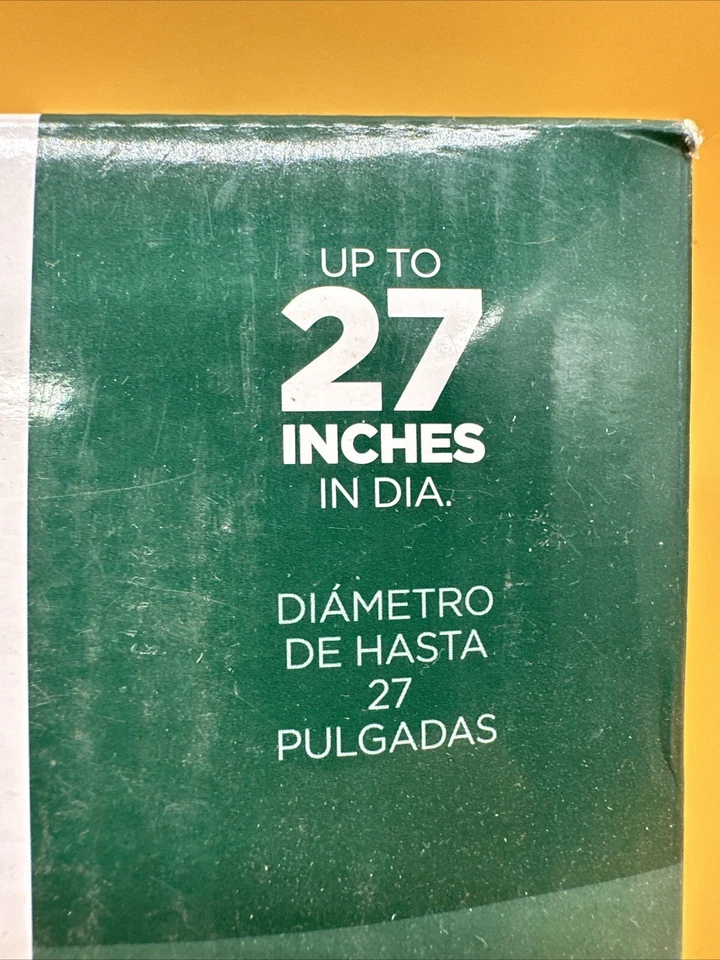 UP TO
27
INCHES
IN DIA.
DIÁMETRO
DE HASTA
27
PULGADAS